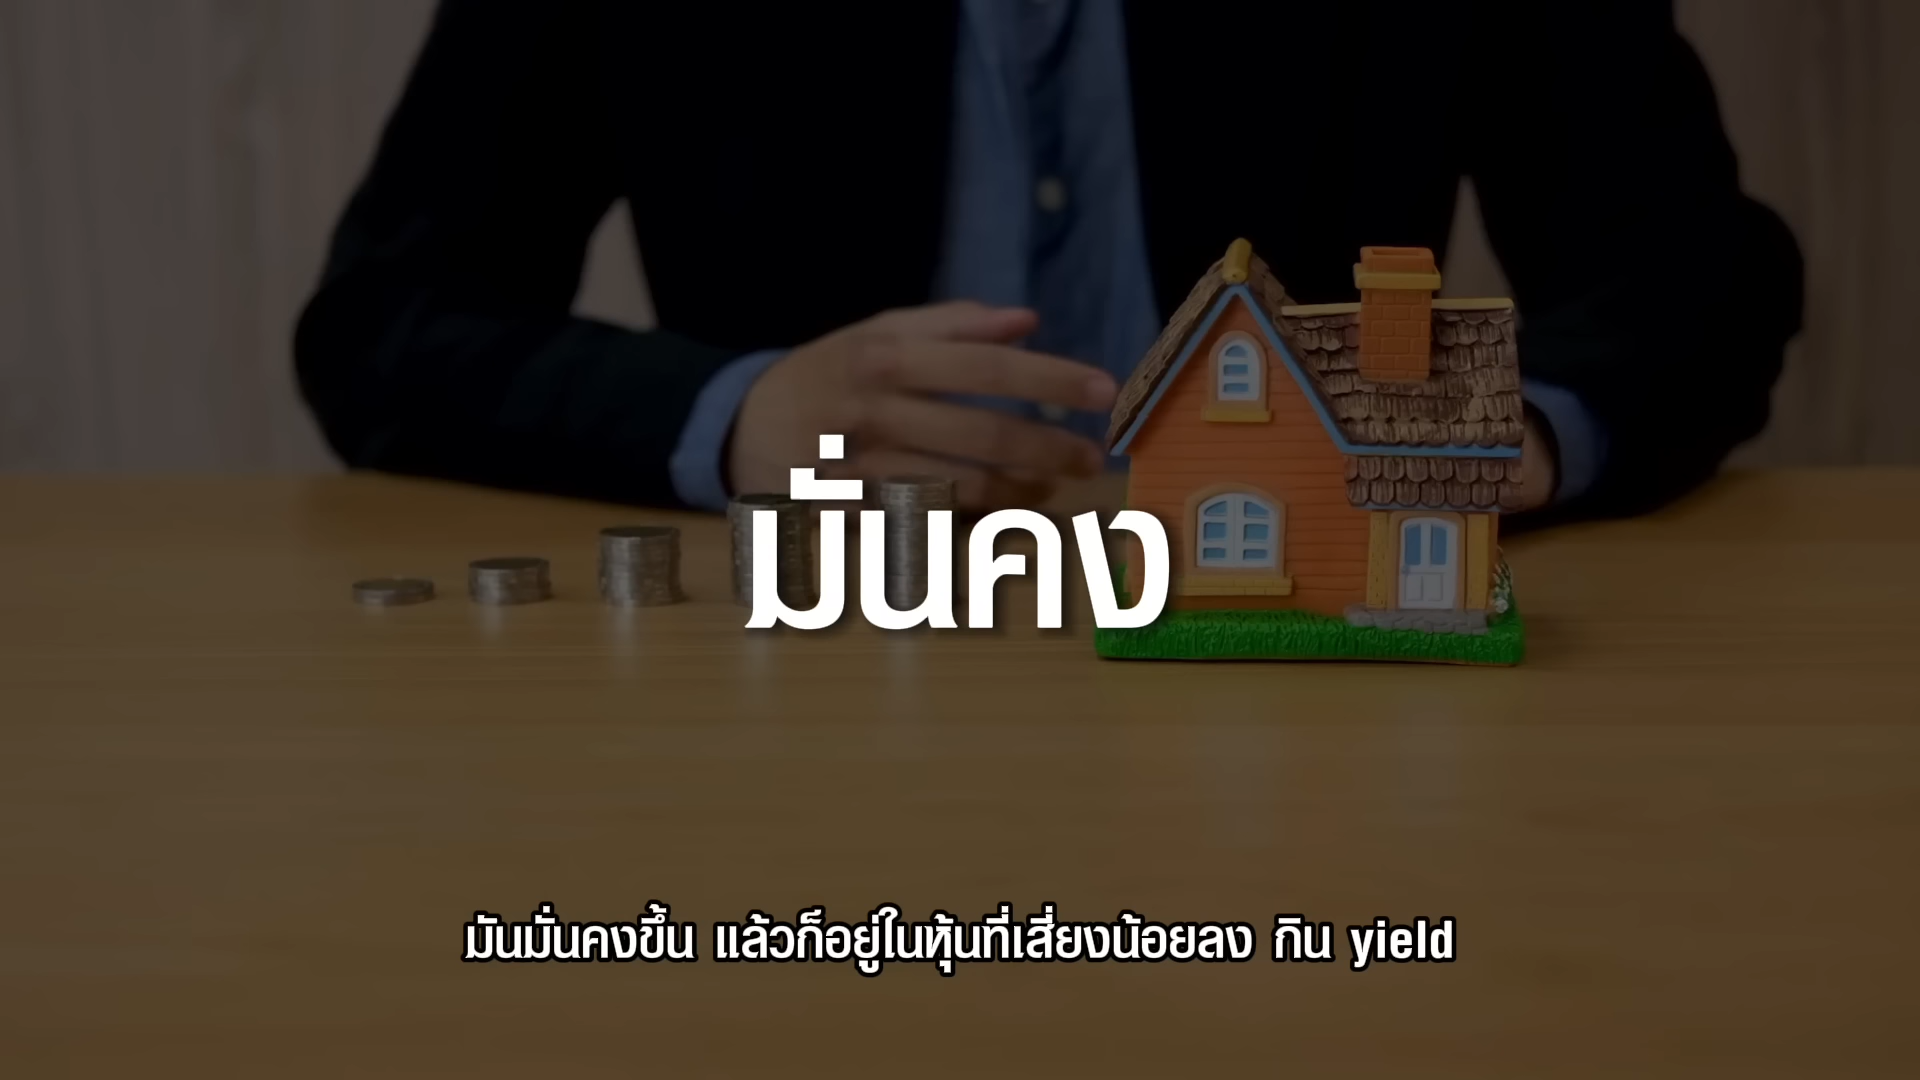 มั่นคง
มันมั่นคงขึ้น แล้วก็อยู่ในหุ้นที่เสี่ยงน้อยลง กิน yield